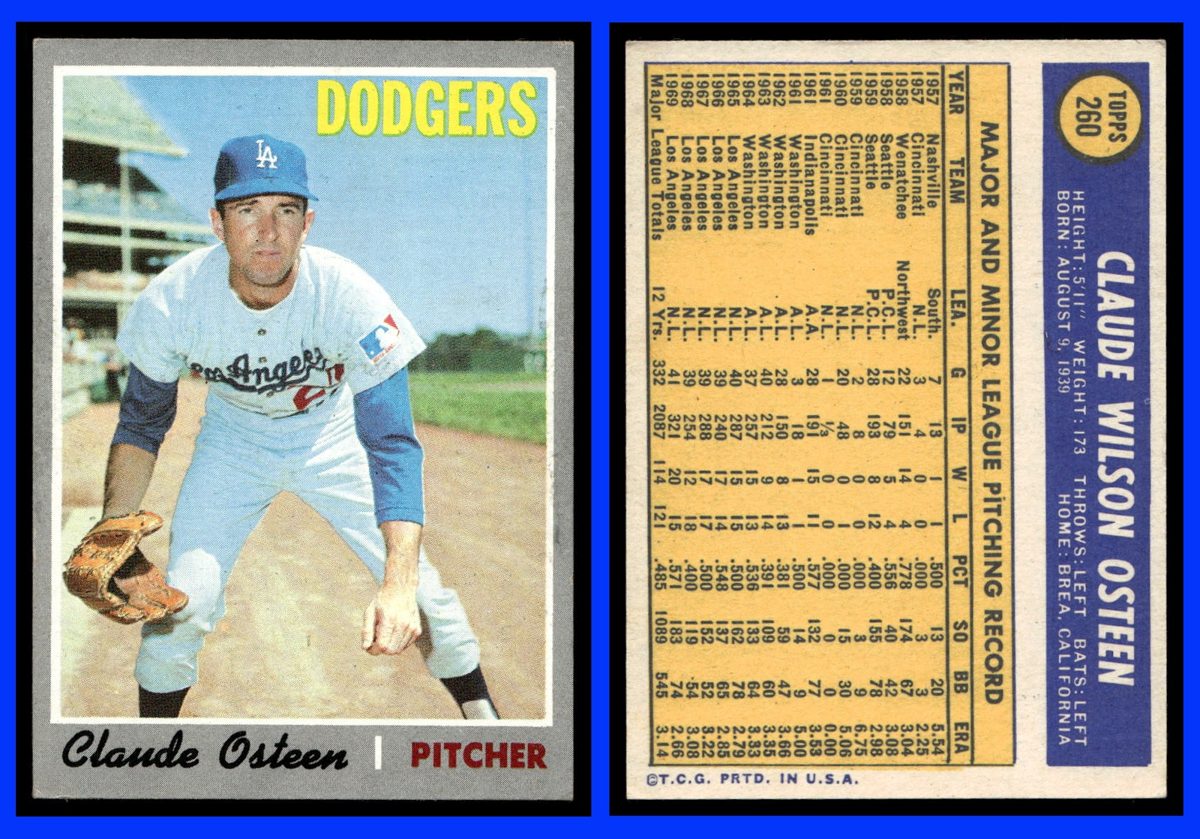 DODGERS
LA
Los Angeles
Claude Osteen | PITCHER
TOPPS
260
CLAUDE WILSON OSTEEN
HEIGHT: 5'11" WEIGHT: 173 THROWS: LEFT BATS: LEFT
BORN: AUGUST 9, 1939 HOME: BREA, CALIFORNIA
MAJOR AND MINOR LEAGUE PITCHING RECORD
YEAR TEAM LEA. G IP W L PCT SO BB ERA
1957 Nashville South. 7 13 1 1 .500 13 20 5.54
1957 Cincinnati N.L. 3 4 0 0 .000 3 3 2.25
1958 Wenatchee Northwest 22 151 14 4 .778 174 67 3.04
1958 Seattle P.C.L. 12 79 5 4 .556 40 42 3.08
1959 Seattle P.C.L. 28 193 8 12 .400 155 78 2.98
1959 Cincinnati N.L. 2 8 0 0 .000 3 9 6.75
1960 Cincinnati N.L. 20 48 0 1 .000 15 30 5.06
1961 Cincinnati N.L. 1 ⅓ 0 0 .000 0 0 0.00
1961 Indianapolis A.A. 28 191 15 11 .577 132 77 3.53
1961 Washington A.L. 3 18 1 1 .500 14 9 5.00
1962 Washington A.L. 28 150 8 13 .381 59 47 3.66
1963 Washington A.L. 40 212 9 14 .391 109 60 3.35
1964 Washington A.L. 37 257 15 13 .536 133 64 3.33
1965 Los Angeles N.L. 40 287 15 15 .500 162 78 2.79
1966 Los Angeles N.L. 39 240 17 14 .548 137 65 2.85
1967 Los Angeles N.L. 39 288 17 17 .500 152 52 3.22
1968 Los Angeles N.L. 39 254 12 18 .400 119 54 3.08
1969 Los Angeles N.L. 41 321 20 15 .571 183 74 2.66
Major League Totals 12 Yrs. 332 2087 114 121 .485 1089 545 3.14
©T.C.G. PRTD. IN U.S.A.